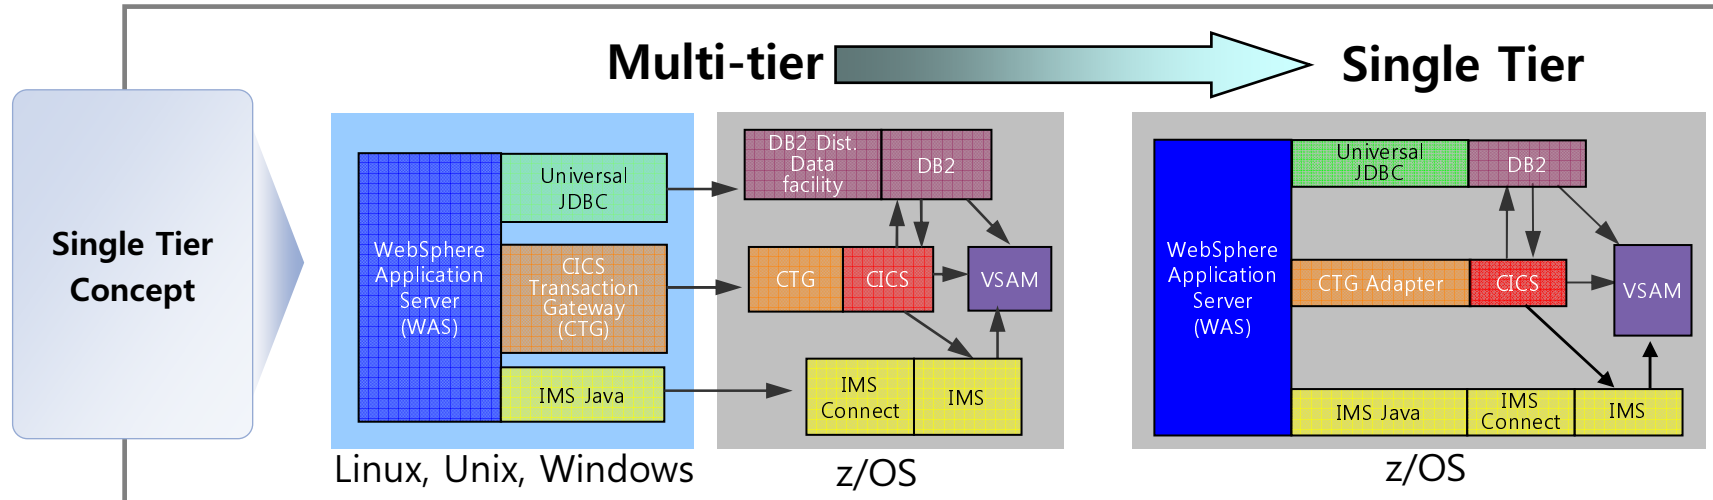 Multi-tier
Single Tier
Single Tier
Concept
WebSphere
Application
Server
(WAS)
Universal
JDBC
CICS
Transaction
Gateway
(CTG)
IMS Java
Linux, Unix, Windows
DB2 Dist.
Data
facility
DB2
CTG
CICS
VSAM
IMS
Connect
IMS
z/OS
WebSphere
Application
Server
(WAS)
Universal
JDBC
DB2
CTG Adapter
CICS
VSAM
IMS Java
IMS
Connect
IMS
z/OS